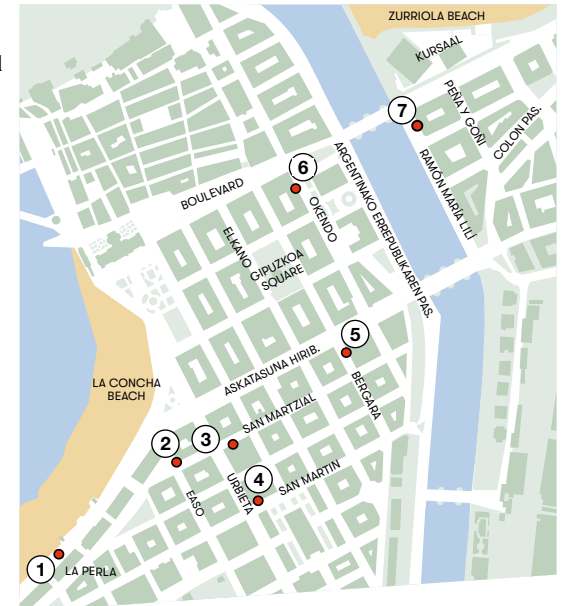 ZURRIOLA BEACH
KURSAAL
PEÑA Y GOÑI
COLON PAS.
7
RAMÓN MARÍA LILÍ
ARGENTINAKO ERREPUBLIKAREN PAS.
6
BOULEVARD
OKENDO
ELKANO
GIPUZKOA
SQUARE
5
ASKATASUNA HIRIB.
BERGARA
LA CONCHA
BEACH
SAN MARTZIAL
2
3
4
SAN MARTIN
URBIETA
EASO
1
LA PERLA